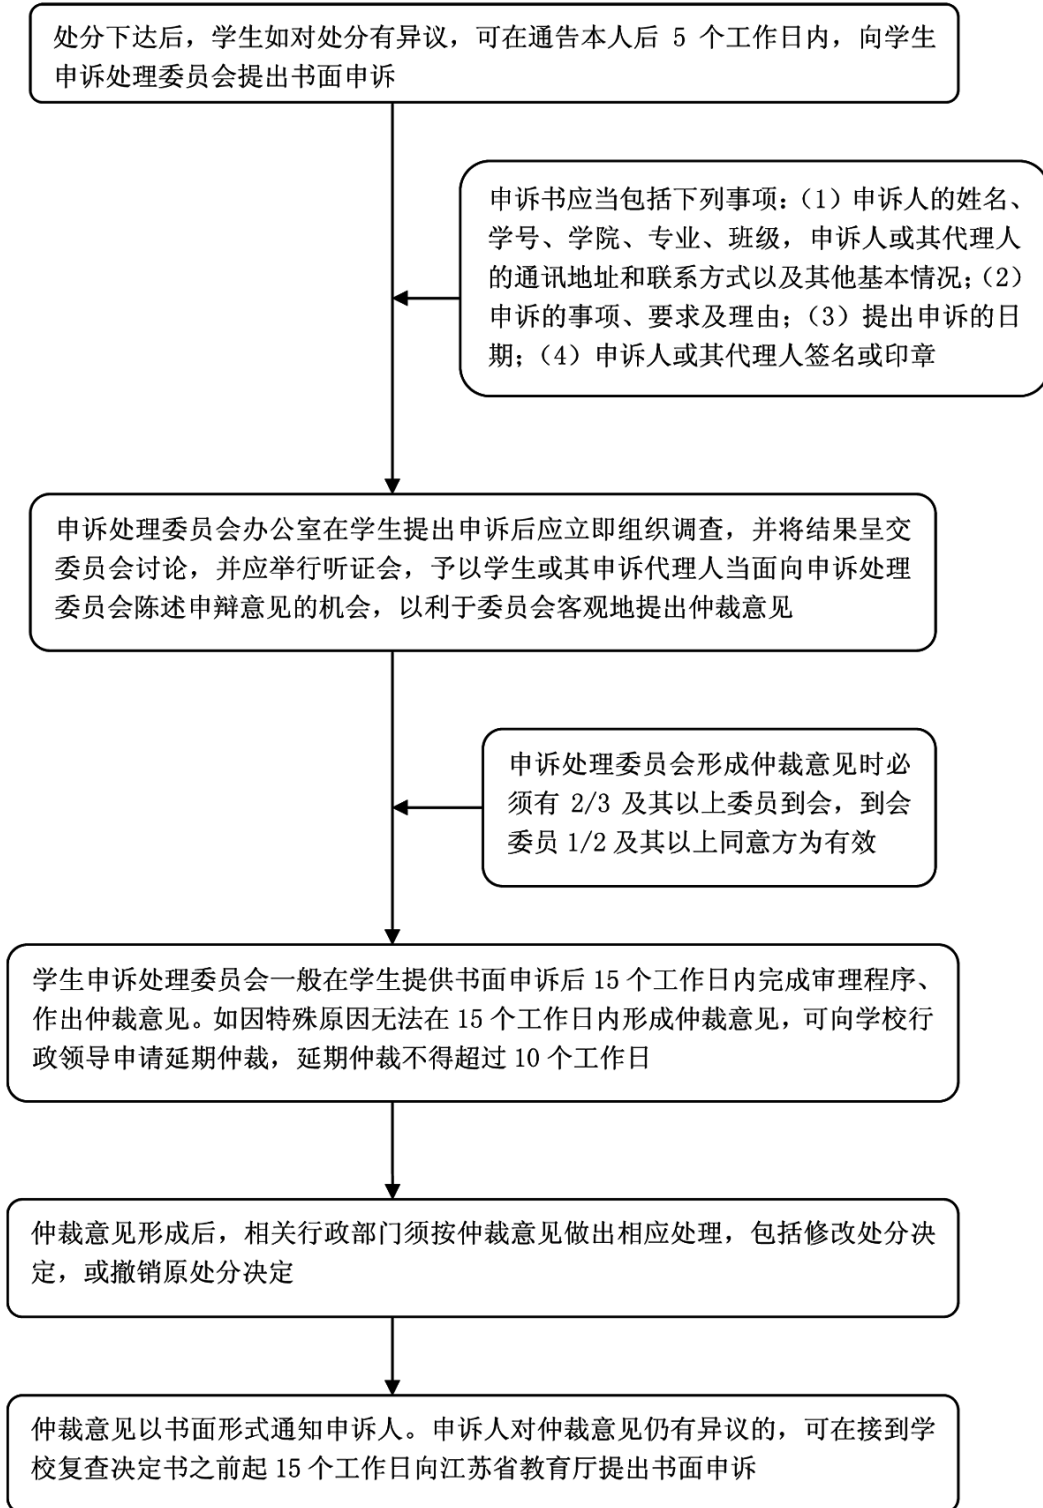 处分下达后，学生如对处分有异议，可在通告本人后 5 个工作日内，向学生
申诉处理委员会提出书面申诉
申诉书应当包括下列事项：（1）申诉人的姓名、
学号、学院、专业、班级，申诉人或其代理人
的通讯地址和联系方式以及其他基本情况；（2）
申诉的事项、要求及理由；（3）提出申诉的日
期；（4）申诉人或其代理人签名或印章
申诉处理委员会办公室在学生提出申诉后应立即组织调查，并将结果呈交
委员会讨论，并应举行听证会，予以学生或其申诉代理人当面向申诉处理
委员会陈述申辩意见的机会，以利于委员会客观地提出仲裁意见
申诉处理委员会形成仲裁意见时必
须有 2/3 及其以上委员到会，到会
委员 1/2 及其以上同意方为有效
学生申诉处理委员会一般在学生提供书面申诉后 15 个工作日内完成审理程序、
作出仲裁意见。如因特殊原因无法在 15 个工作日内形成仲裁意见，可向学校行
政领导申请延期仲裁，延期仲裁不得超过 10 个工作日
仲裁意见形成后，相关行政部门须按仲裁意见做出相应处理，包括修改处分决
定，或撤销原处分决定
仲裁意见以书面形式通知申诉人。申诉人对仲裁意见仍有异议的，可在接到学
校复查决定书之前起 15 个工作日向江苏省教育厅提出书面申诉